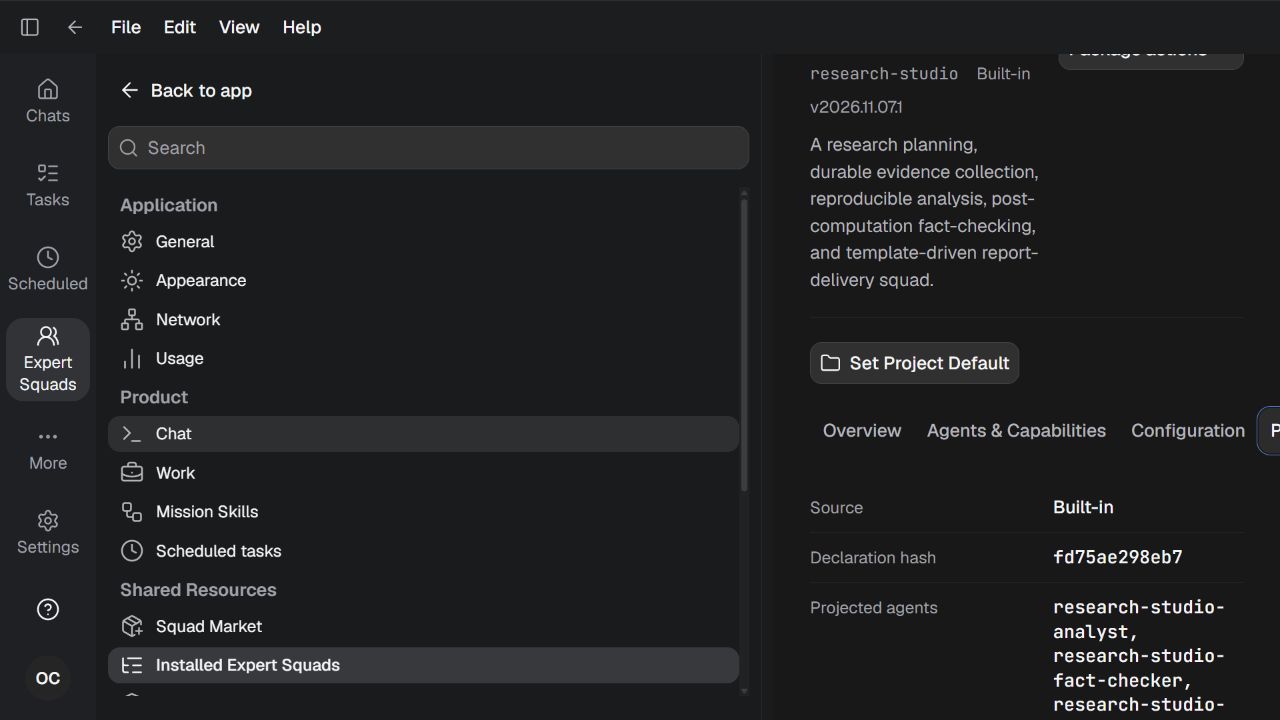 File Edit View Help
Chats
Tasks
Scheduled
Expert
Squads
More
Settings
OC
Back to app
Search
Application
General
Appearance
Network
Usage
Product
Chat
Work
Mission Skills
Scheduled tasks
Shared Resources
Squad Market
Installed Expert Squads
Package actions
research-studio Built-in
v2026.11.07.1
A research planning,
durable evidence collection,
reproducible analysis, post-
computation fact-checking,
and template-driven report-
delivery squad.
Set Project Default
Overview Agents & Capabilities Configuration P
Source Built-in
Declaration hash fd75ae298eb7
Projected agents research-studio-
analyst,
research-studio-
fact-checker,
research-studio-